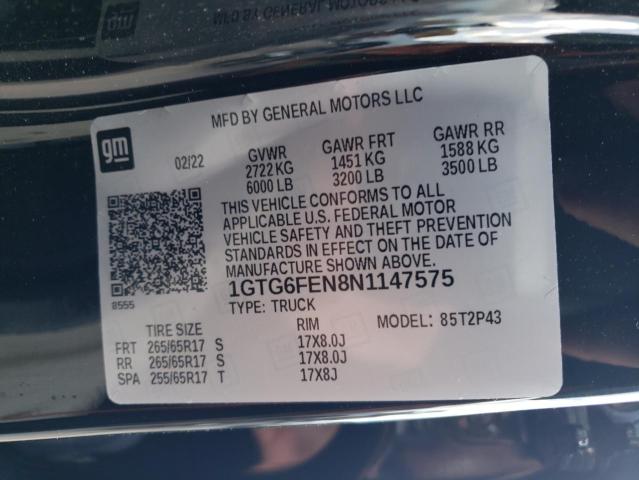 MFD BY GENERAL MOTORS LLC
gm
02/22
GVWR GAWR FRT GAWR RR
2722 KG 1451 KG 1588 KG
6000 LB 3200 LB 3500 LB
THIS VEHICLE CONFORMS TO ALL
APPLICABLE U.S. FEDERAL MOTOR
VEHICLE SAFETY AND THEFT PREVENTION
STANDARDS IN EFFECT ON THE DATE OF
MANUFACTURE SHOWN ABOVE.
1GTG6FEN8N1147575
8555
TYPE: TRUCK
MODEL: 85T2P43
TIRE SIZE RIM
FRT 265/65R17 S 17X8.0J
RR 265/65R17 S 17X8.0J
SPA 255/65R17 T 17X8J